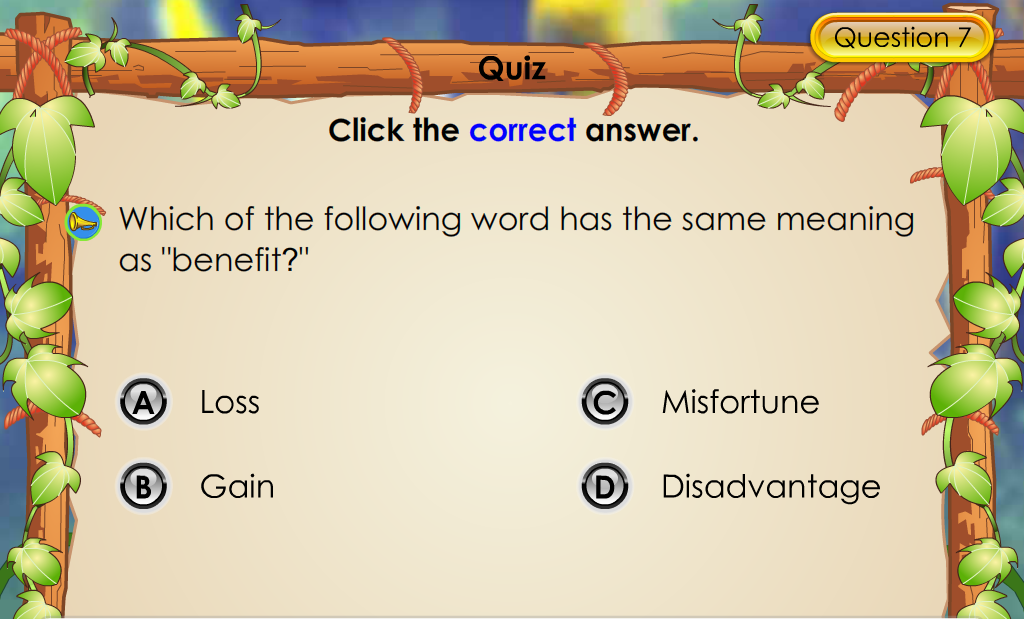 Question 7
Quiz
Click the correct answer.
Which of the following word has the same meaning
as "benefit?"
A Loss
B Gain
C Misfortune
D Disadvantage